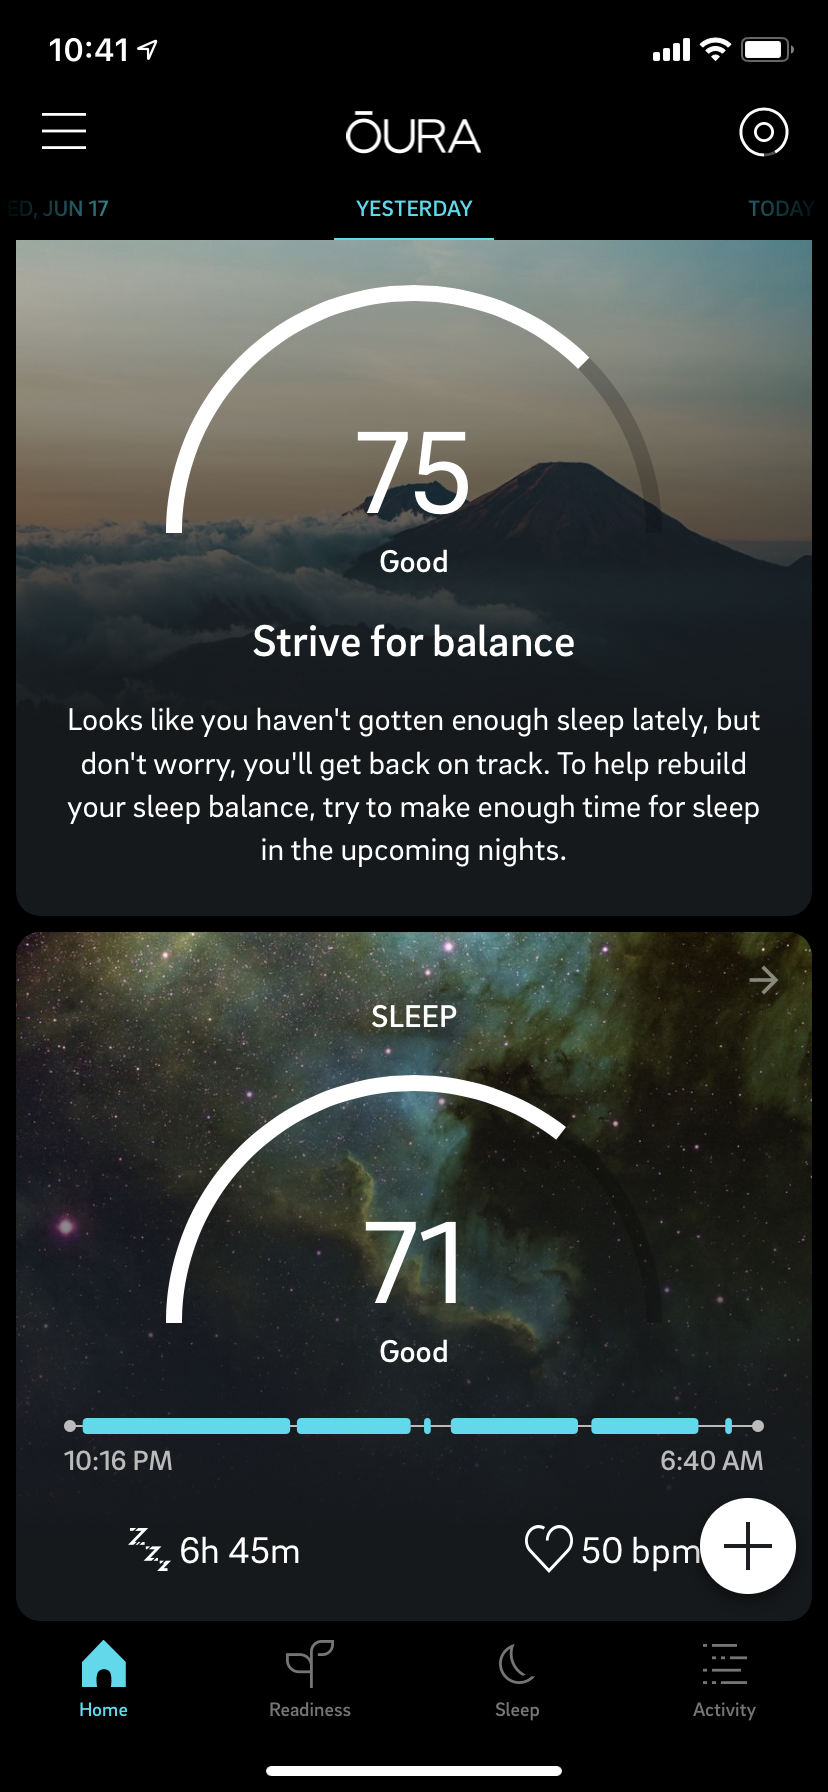 10:41
ŌURA
ED, JUN 17
YESTERDAY
TODAY
75
Good
Strive for balance
Looks like you haven't gotten enough sleep lately, but
don't worry, you'll get back on track. To help rebuild
your sleep balance, try to make enough time for sleep
in the upcoming nights.
SLEEP
71
Good
10:16 PM
6:40 AM
zzz 6h 45m
50 bpm
Home
Readiness
Sleep
Activity